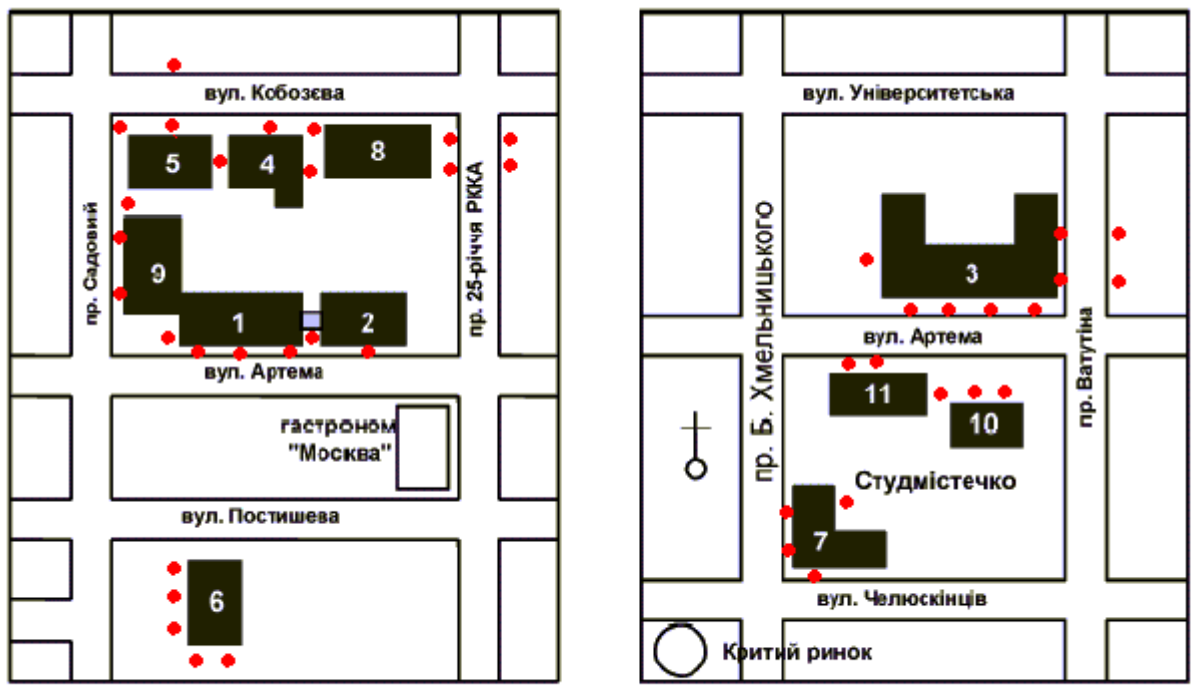 вул. Кобозєва
5
4
8
пр. Садовий
пр. 25-річчя РККА
9
1
2
вул. Артема
гастроном
"Москва"
вул. Постишева
6
вул. Університетська
пр. Б. Хмельницького
3
вул. Артема
пр. Ватутіна
11
10
Студмістечко
7
вул. Челюскінців
Критий ринок